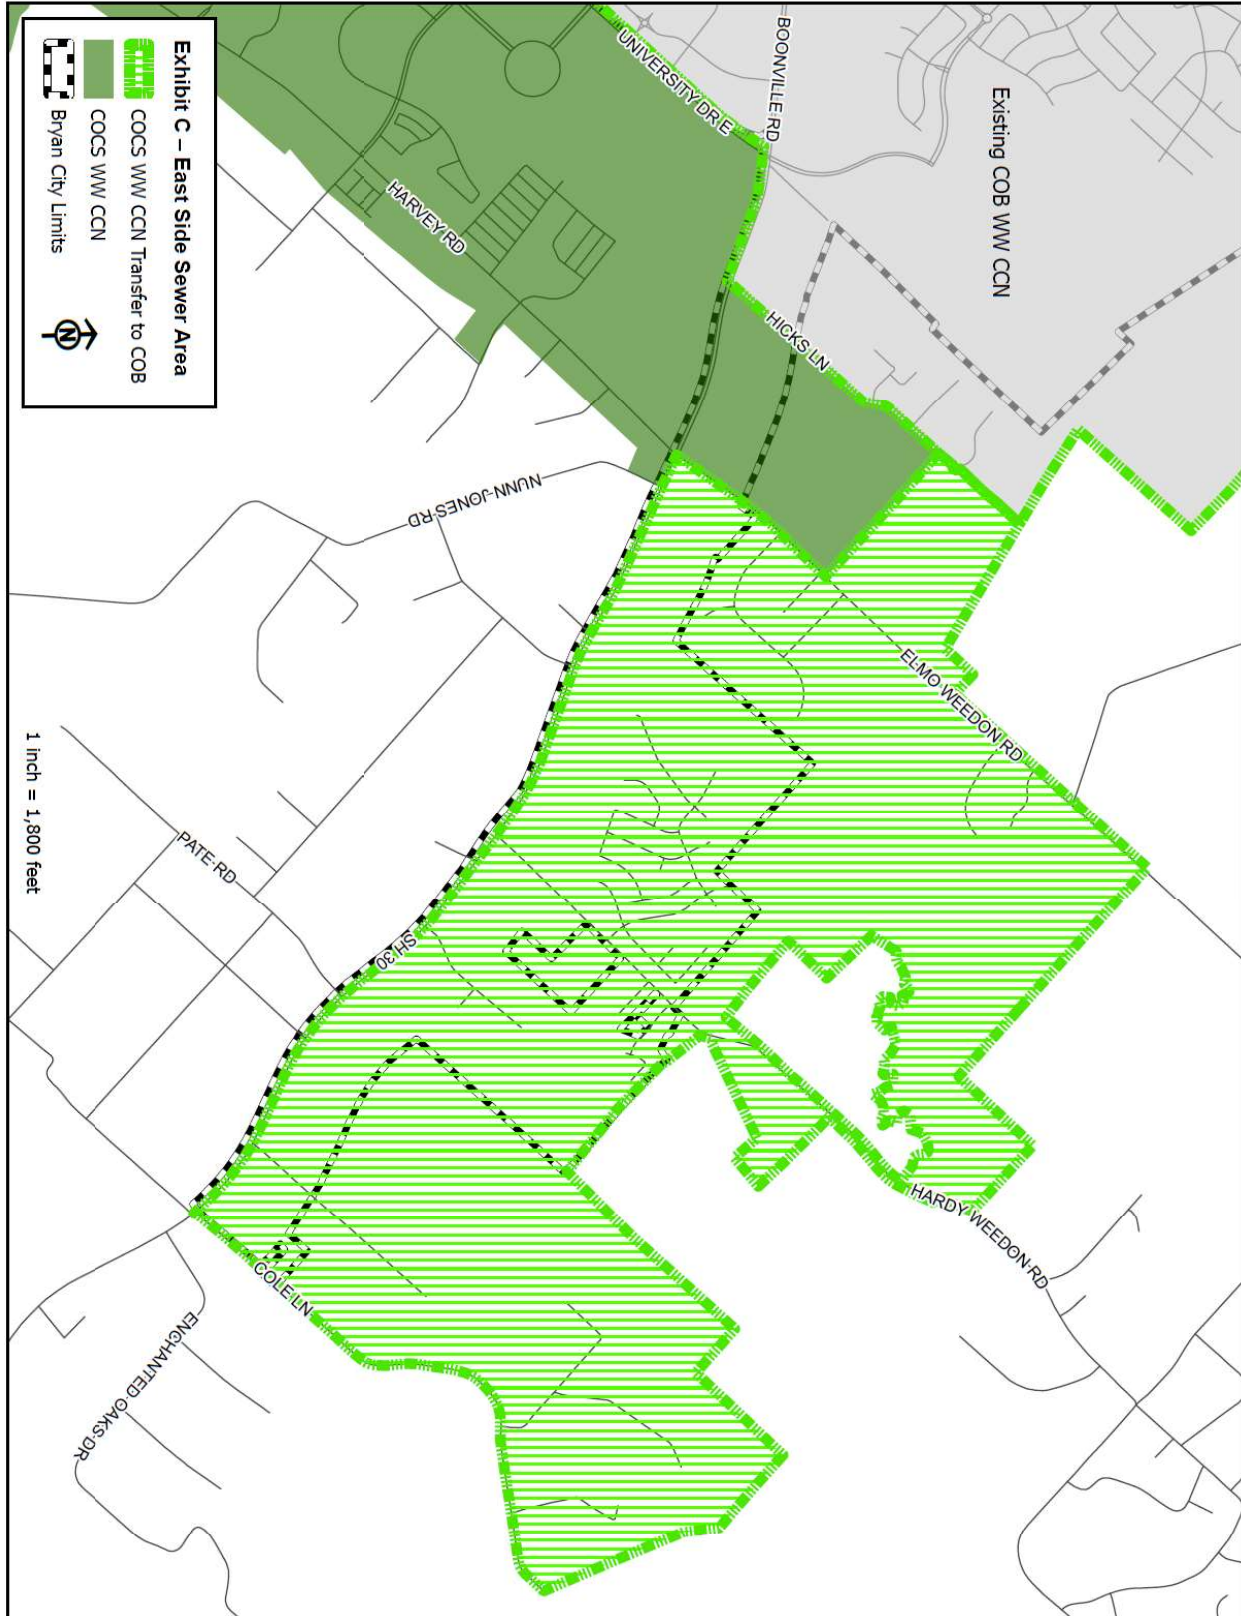 Exhibit C – East Side Sewer Area
COCS WW CCN Transfer to COB
COCS WW CCN
Bryan City Limits
N
Existing COB WW CCN
BOONVILLE RD
UNIVERSITY DR E
HARVEY RD
HICKS LN
NUNN-JONES RD
ELMO WEEDON RD
PATE RD
SH 30
HARDY WEEDON RD
COLE LN
ENCHANTED OAKS DR
1 inch = 1,800 feet